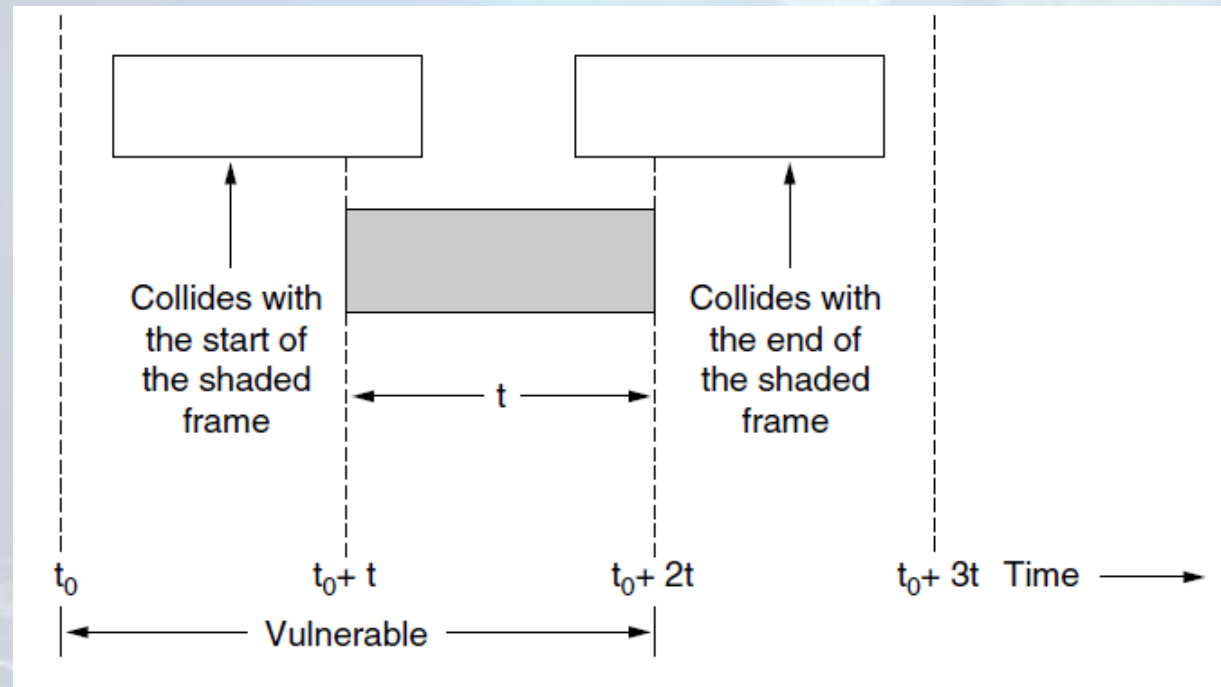 Collides with
the start of
the shaded
frame
t
Collides with
the end of
the shaded
frame
t₀
t₀+ t
t₀+ 2t
t₀+ 3t Time
Vulnerable